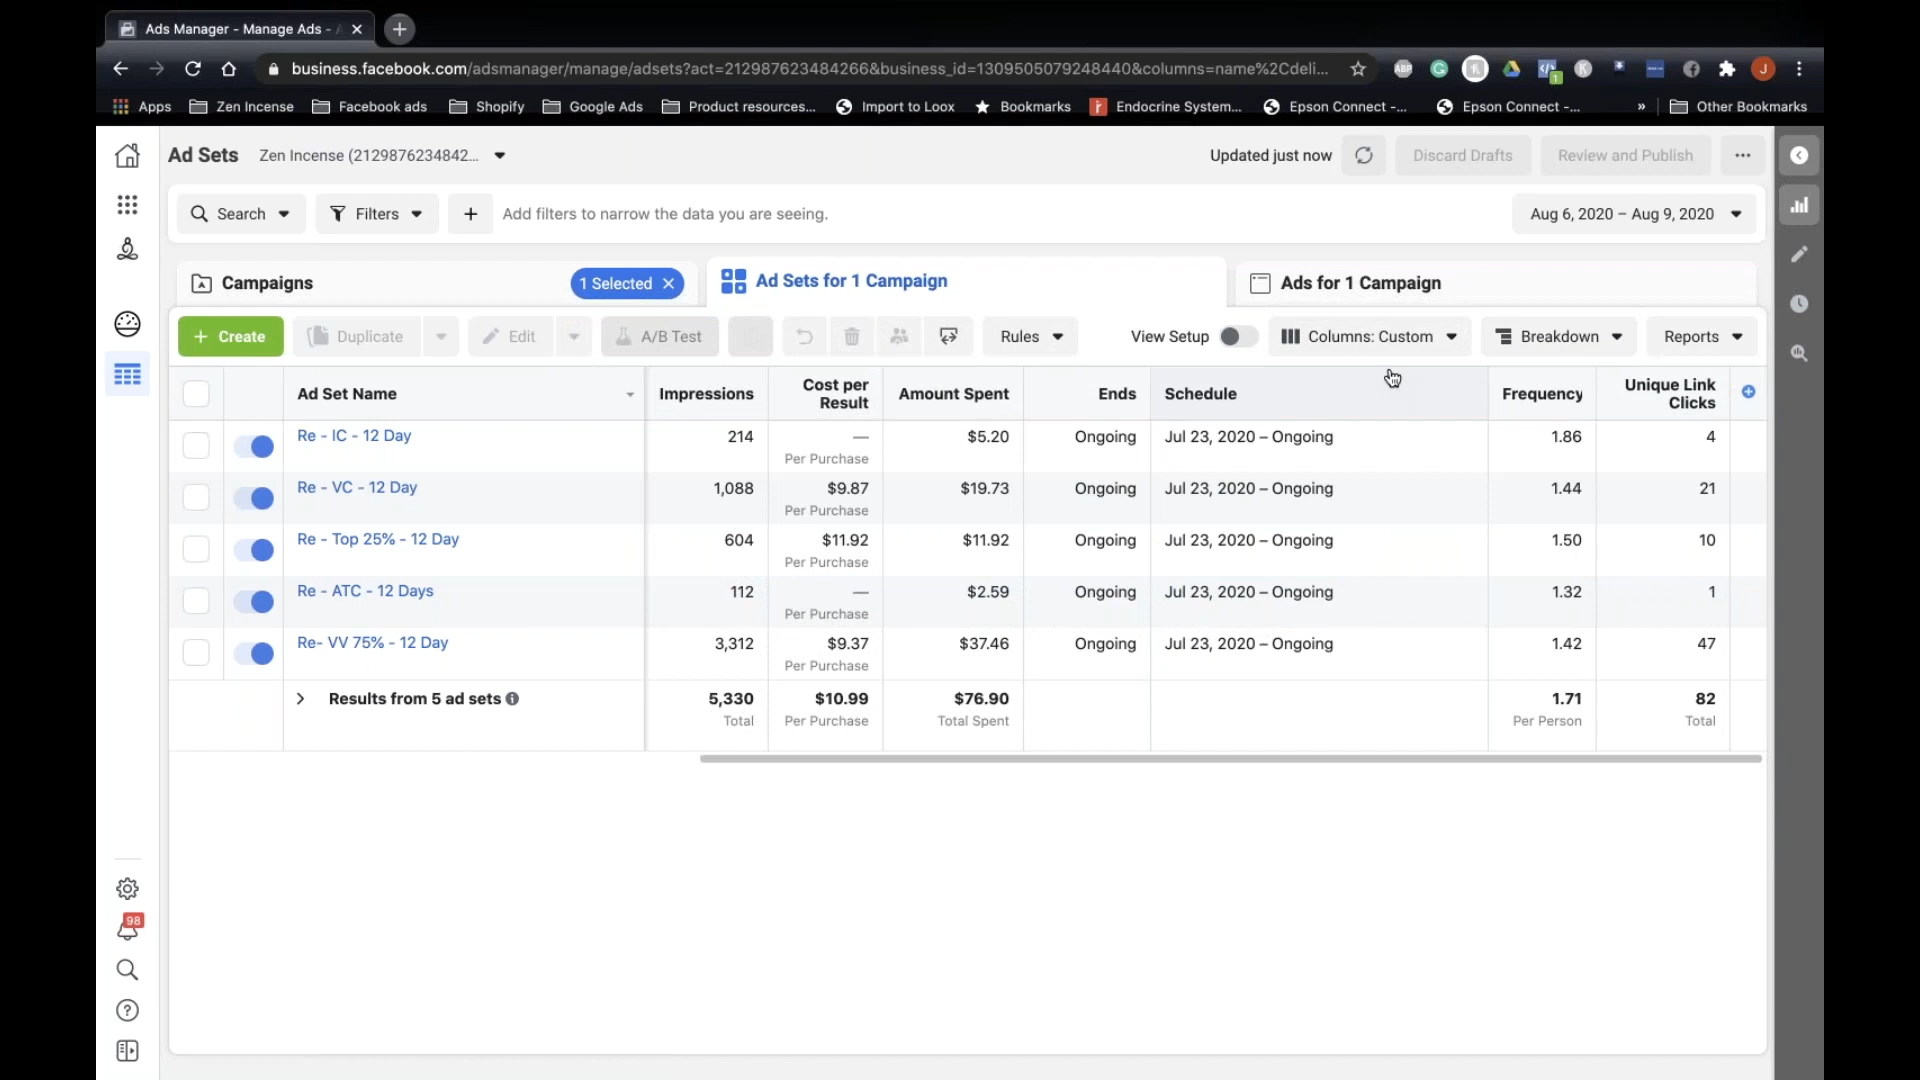 Ads Manager - Manage Ads -
business.facebook.com/adsmanager/manage/adsets?act=212987623484266&business_id=1309505079248440&columns=name%2Cdeli...
ABP
1
J
Apps
Zen Incense
Facebook ads
Shopify
Google Ads
Product resources...
Import to Loox
Bookmarks
Endocrine System...
Epson Connect -...
Epson Connect -...
»
Other Bookmarks
Ad Sets
Zen Incense (2129876234842...
Updated just now
Discard Drafts
Review and Publish
Search
Filters
Add filters to narrow the data you are seeing.
Aug 6, 2020 – Aug 9, 2020
Campaigns
1 Selected
Ad Sets for 1 Campaign
Ads for 1 Campaign
+ Create
Duplicate
Edit
A/B Test
Rules
View Setup
Columns: Custom
Breakdown
Reports
Ad Set Name
Impressions
Cost per
Result
Amount Spent
Ends
Schedule
Frequency
Unique Link
Clicks
Re - IC - 12 Day
214
—
Per Purchase
$5.20
Ongoing
Jul 23, 2020 – Ongoing
1.86
4
Re - VC - 12 Day
1,088
$9.87
Per Purchase
$19.73
Ongoing
Jul 23, 2020 – Ongoing
1.44
21
Re - Top 25% - 12 Day
604
$11.92
Per Purchase
$11.92
Ongoing
Jul 23, 2020 – Ongoing
1.50
10
Re - ATC - 12 Days
112
—
Per Purchase
$2.59
Ongoing
Jul 23, 2020 – Ongoing
1.32
1
Re- VV 75% - 12 Day
3,312
$9.37
Per Purchase
$37.46
Ongoing
Jul 23, 2020 – Ongoing
1.42
47
Results from 5 ad sets
5,330
Total
$10.99
Per Purchase
$76.90
Total Spent
1.71
Per Person
82
Total
98